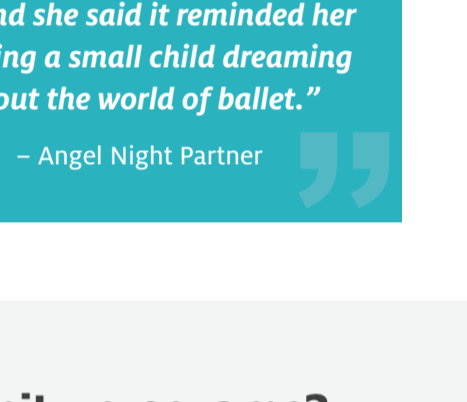 nd she said it reminded her
ing a small child dreaming
out the world of ballet.”
– Angel Night Partner